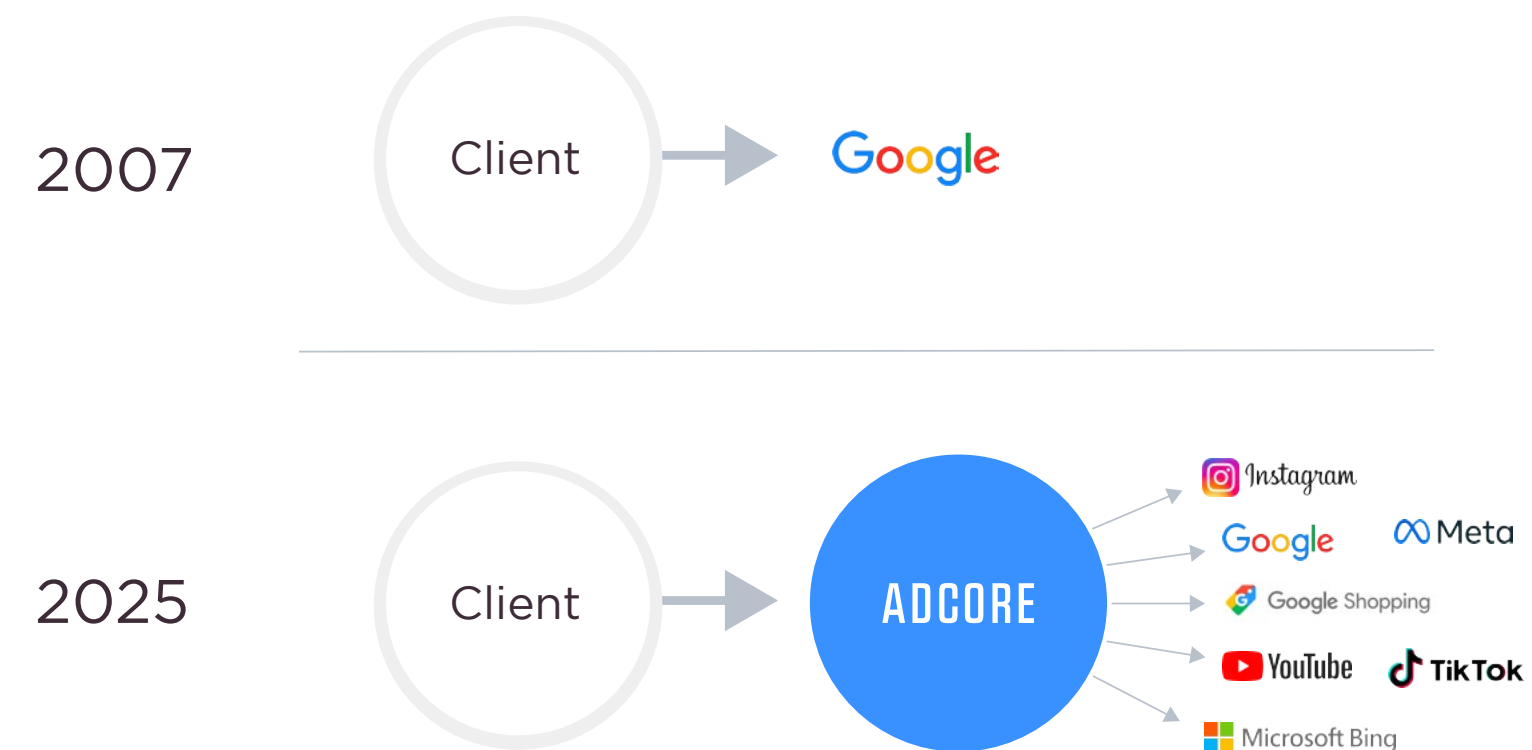 2007
Client
Google
2025
Client
ADCORE
Instagram
Google
Meta
Google Shopping
YouTube
TikTok
Microsoft Bing